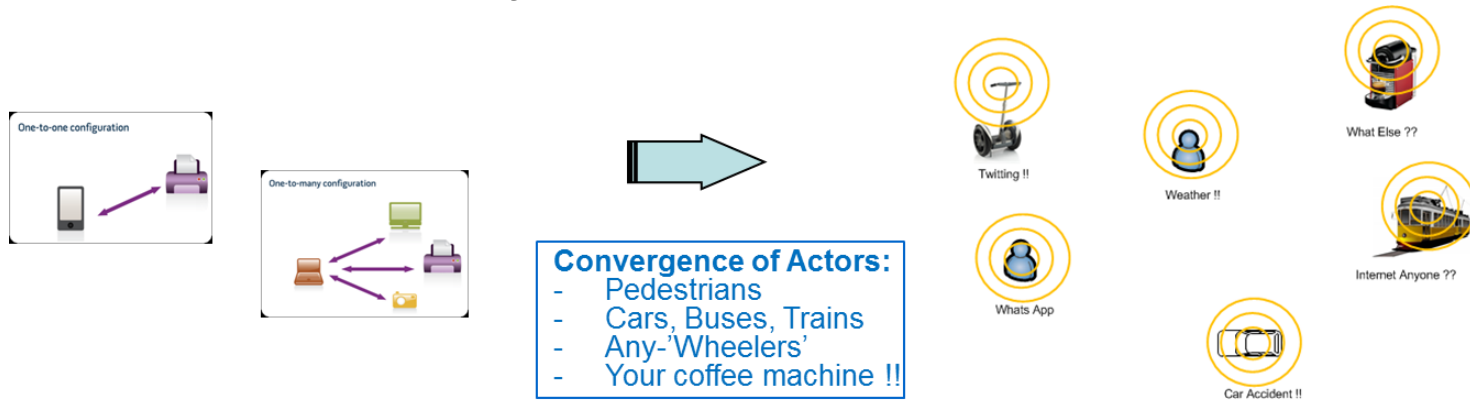 One-to-one configuration
One-to-many configuration
Convergence of Actors:
- Pedestrians
- Cars, Buses, Trains
- Any-’Wheelers’
- Your coffee machine !!
Twitting !!
Weather !!
What Else ??
Whats App
Internet Anyone ??
Car Accident !!